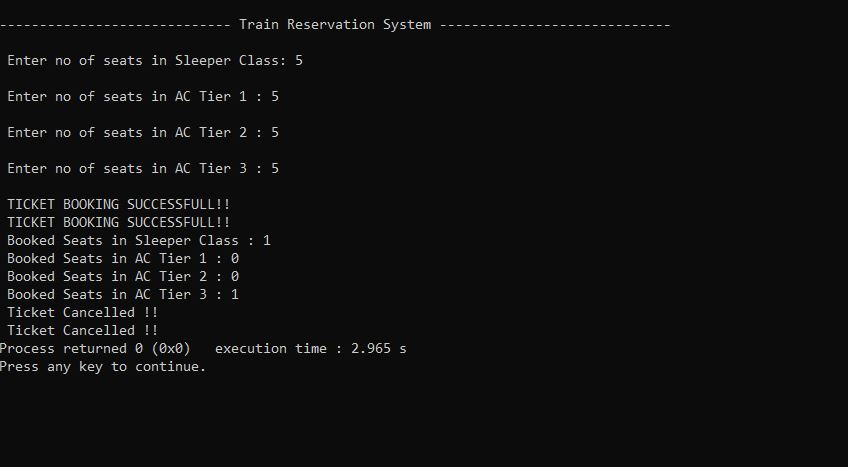 ----------------------------- Train Reservation System -----------------------------
Enter no of seats in Sleeper Class: 5
Enter no of seats in AC Tier 1 : 5
Enter no of seats in AC Tier 2 : 5
Enter no of seats in AC Tier 3 : 5
TICKET BOOKING SUCCESSFULL!!
TICKET BOOKING SUCCESSFULL!!
Booked Seats in Sleeper Class : 1
Booked Seats in AC Tier 1 : 0
Booked Seats in AC Tier 2 : 0
Booked Seats in AC Tier 3 : 1
Ticket Cancelled !!
Ticket Cancelled !!
Process returned 0 (0x0)   execution time : 2.965 s
Press any key to continue.